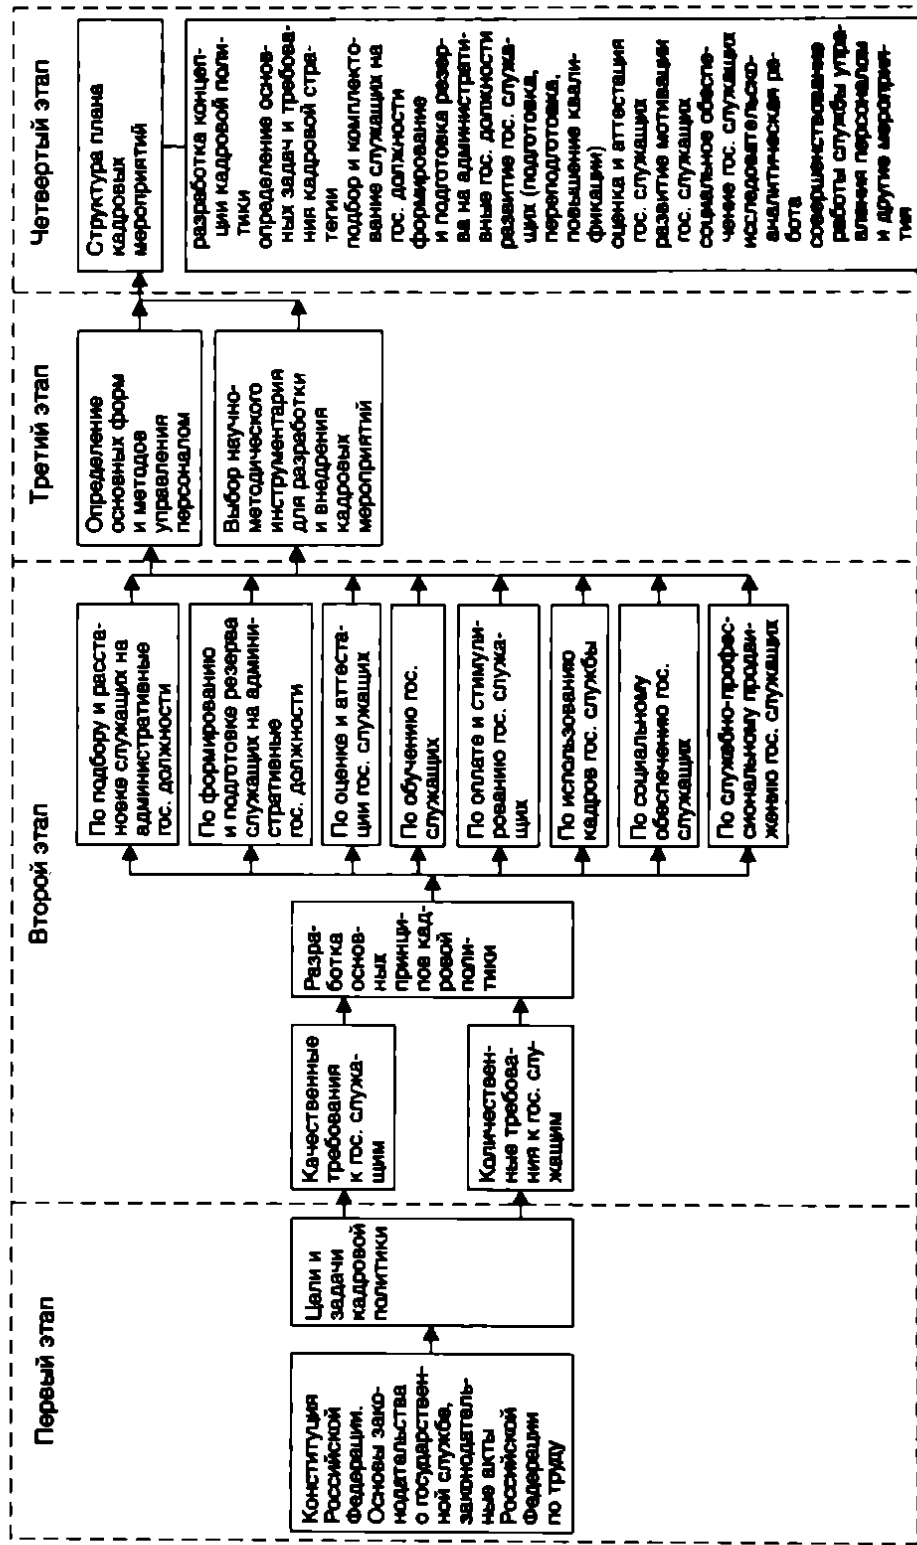 Первый этап
Конституция
Российской
Федерации.
Основы зако-
нодательства
о государствен-
ной службе,
законодатель-
ные акты
Российской
Федерации
по труду
Цели и
задачи
кадровой
политики
Второй этап
Качественные
требования
к гос. служа-
щим
Количествен-
ные требова-
ния к гос. слу-
жащим
Разра-
ботка
основ-
ных
принци-
пов кад-
ровой
поли-
тики
По подбору и расста-
новке служащих на
административные
гос. должности
По формированию
и подготовке резерва
служащих на админи-
стративные
гос. должности
По оценке и аттеста-
ции гос. служащих
По обучению гос.
служащих
По оплате и стимули-
рованию гос. служа-
щих
По использованию
кадров гос. службы
По социальному
обеспечению гос.
служащих
По служебно-профес-
сиональному продви-
жению гос. служащих
Третий этап
Определение
основных форм
и методов
управления
персоналом
Выбор научно-
методического
инструментария
для разработки
и внедрения
кадровых
мероприятий
Четвертый этап
Структура плана
кадровых
мероприятий
разработка концеп-
ции кадровой поли-
тики
определение основ-
ных задач и требова-
ния кадровой стра-
тегии
подбор и комплекто-
вание служащих на
гос. должности
формирование
и подготовка резер-
ва на администрати-
вные гос. должности
развитие гос. служа-
щих (подготовка,
переподготовка,
повышение квали-
фикации)
оценка и аттестация
гос. служащих
развитие мотивации
гос. служащих
социальное обеспе-
чение гос. служащих
исследовательско-
аналитическая ра-
бота
совершенствование
работы службы упра-
вления персоналом
и другие мероприя-
тия